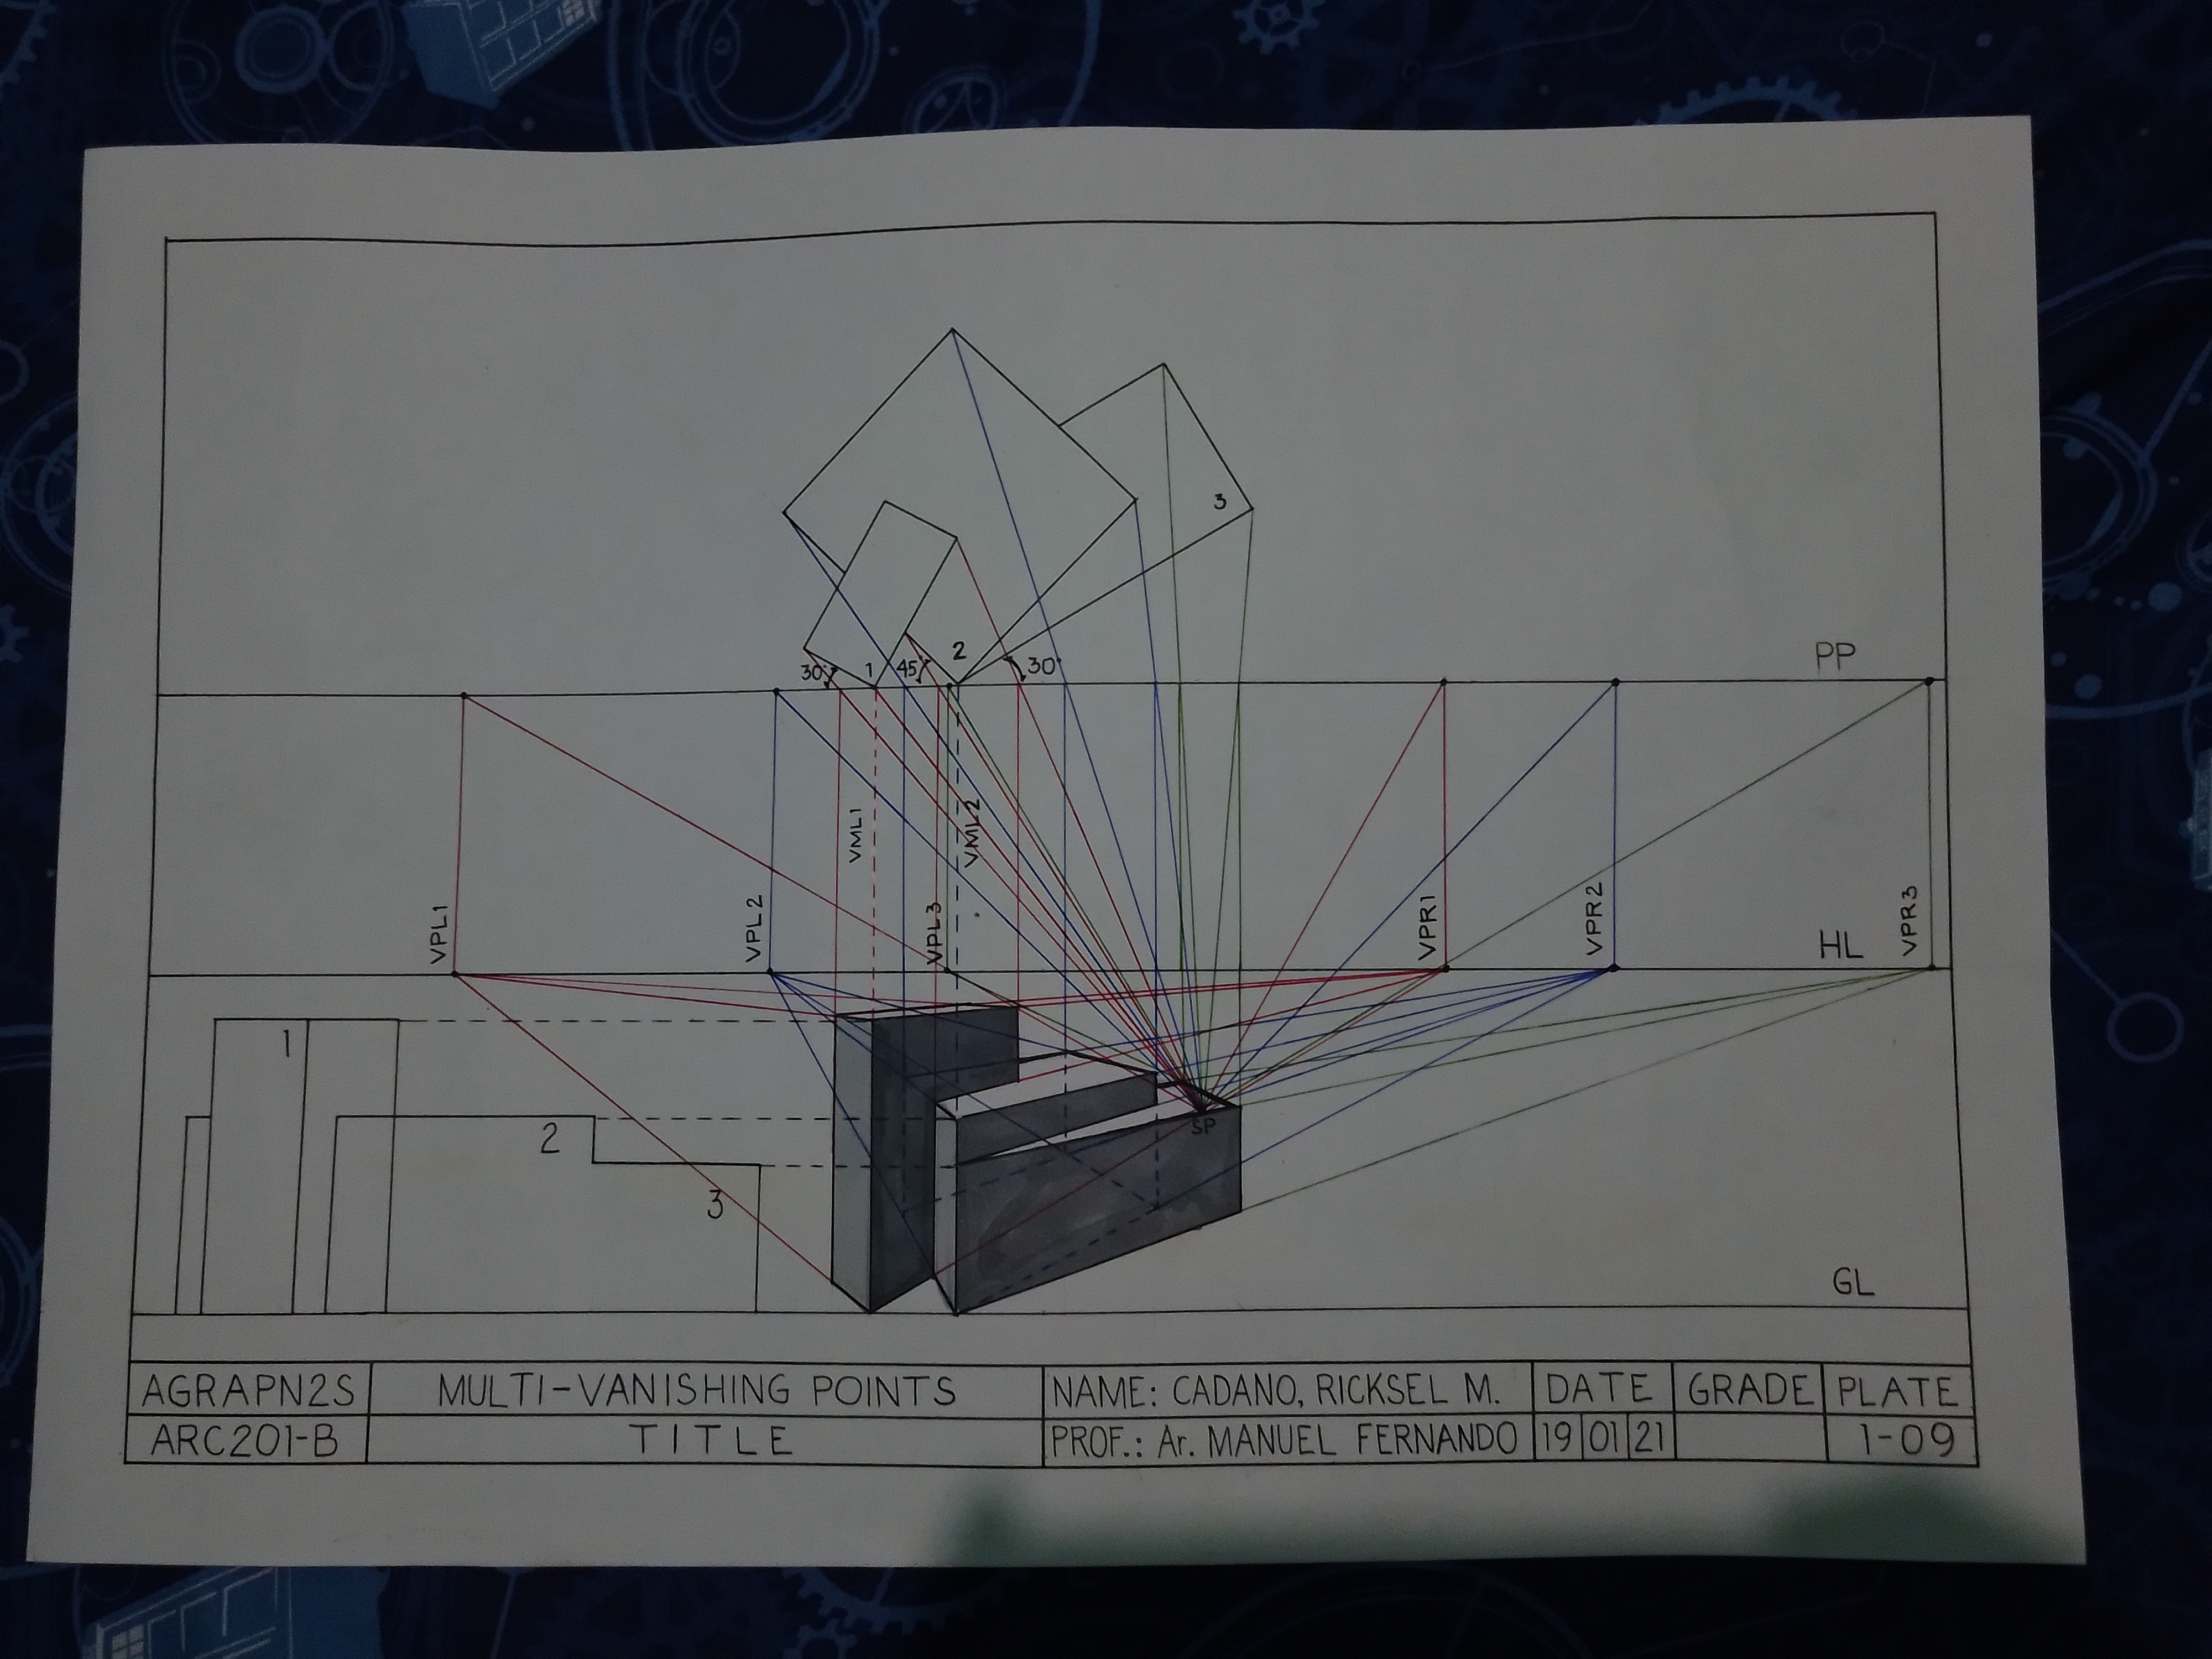 3
30°
1
45°
2
30°
PP
VML1
VML2
VPL1
VPL2
VPL3
VPR1
VPR2
HL
VPR3
1
2
3
SP
GL
AGRAPN2S
MULTI-VANISHING POINTS
NAME: CADANO, RICKSEL M.
DATE
GRADE
PLATE
ARC201-B
TITLE
PROF.: Ar. MANUEL FERNANDO
19 01 21
1-09